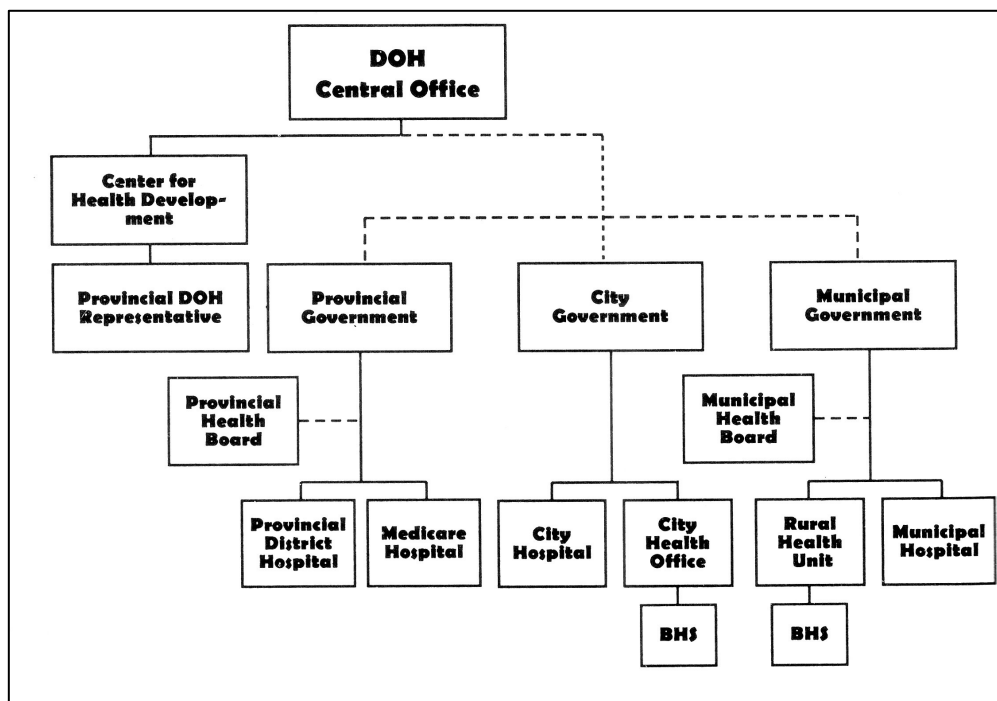 DOH
Central Office
Center for
Health Develop-
ment
Provincial DOH
Representative
Provincial
Government
City
Government
Municipal
Government
Provincial
Health
Board
Municipal
Health
Board
Provincial
District
Hospital
Medicare
Hospital
City
Hospital
City
Health
Office
Rural
Health
Unit
Municipal
Hospital
BHS
BHS